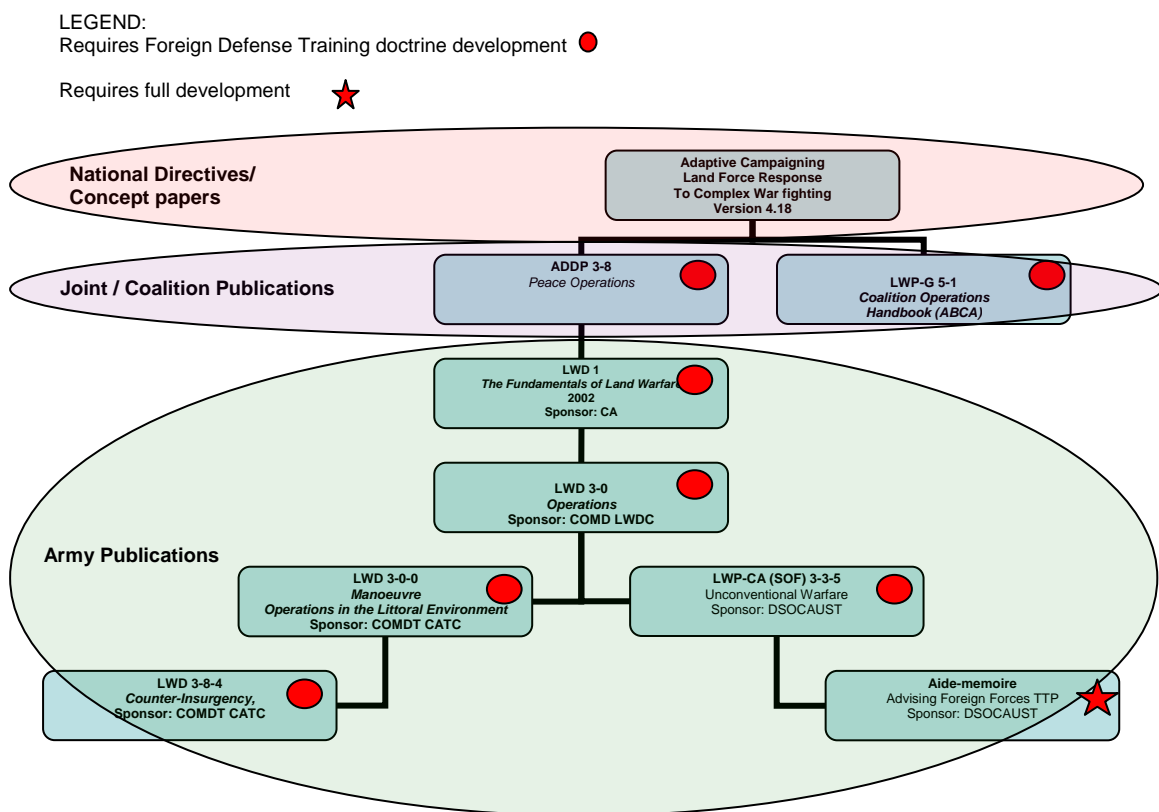 LEGEND:
Requires Foreign Defense Training doctrine development
Requires full development
National Directives/
Concept papers
Adaptive Campaigning
Land Force Response
To Complex War fighting
Version 4.18
Joint / Coalition Publications
ADDP 3-8
Peace Operations
LWP-G 5-1
Coalition Operations
Handbook (ABCA)
LWD 1
The Fundamentals of Land Warfare
2002
Sponsor: CA
LWD 3-0
Operations
Sponsor: COMD LWDC
Army Publications
LWD 3-0-0
Manoeuvre
Operations in the Littoral Environment
Sponsor: COMDT CATC
LWP-CA (SOF) 3-3-5
Unconventional Warfare
Sponsor: DSOCAUST
LWD 3-8-4
Counter-Insurgency,
Sponsor: COMDT CATC
Aide-memoire
Advising Foreign Forces TTP
Sponsor: DSOCAUST